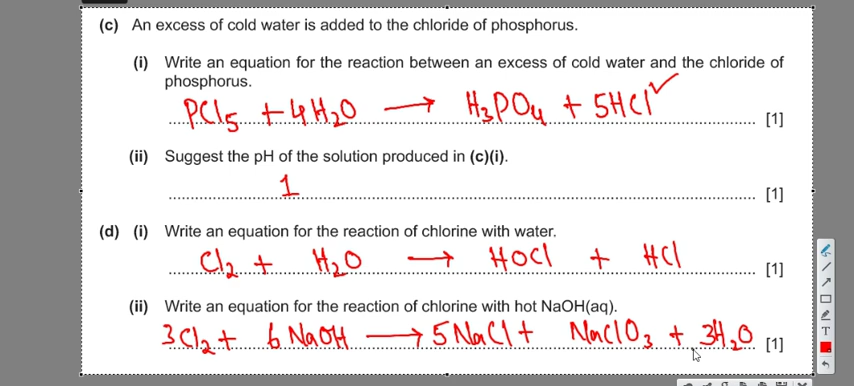 (c) An excess of cold water is added to the chloride of phosphorus.
(i) Write an equation for the reaction between an excess of cold water and the chloride of
phosphorus.
PCl₅ + 4H₂O → H₃PO₄ + 5HCl ✓
[1]
(ii) Suggest the pH of the solution produced in (c)(i).
1
[1]
(d) (i) Write an equation for the reaction of chlorine with water.
Cl₂ + H₂O → HOCl + HCl
[1]
(ii) Write an equation for the reaction of chlorine with hot NaOH(aq).
3Cl₂ + 6NaOH → 5NaCl + NaClO₃ + 3H₂O
[1]
T